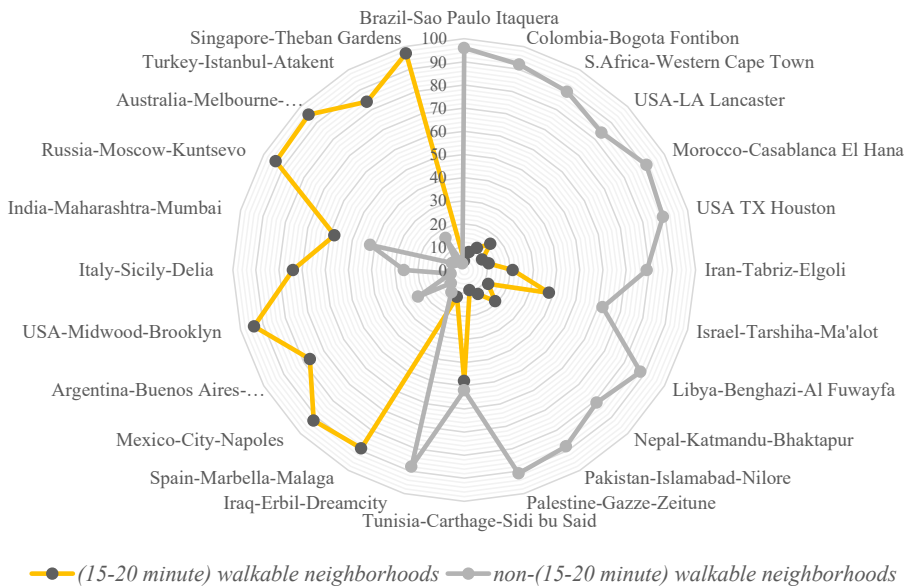 Brazil-Sao Paulo Itaquera
Colombia-Bogota Fontibon
S.Africa-Western Cape Town
USA-LA Lancaster
Morocco-Casablanca El Hana
USA TX Houston
Iran-Tabriz-Elgoli
Israel-Tarshiha-Ma'alot
Libya-Benghazi-Al Fuwayfa
Nepal-Katmandu-Bhaktapur
Pakistan-Islamabad-Nilore
Palestine-Gazze-Zeitune
Tunisia-Carthage-Sidi bu Said
Iraq-Erbil-Dreamcity
Spain-Marbella-Malaga
Mexico-City-Napoles
Argentina-Buenos Aires-...
USA-Midwood-Brooklyn
Italy-Sicily-Delia
India-Maharashtra-Mumbai
Russia-Moscow-Kuntsevo
Australia-Melbourne-...
Turkey-Istanbul-Atakent
Singapore-Theban Gardens
100
90
80
70
60
50
40
30
20
10
0
(15-20 minute) walkable neighborhoods
non-(15-20 minute) walkable neighborhoods